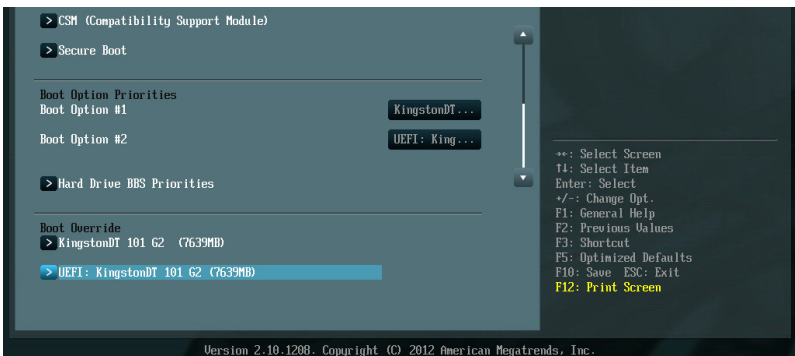 > CSM (Compatibility Support Module)
> Secure Boot
Boot Option Priorities
Boot Option #1 KingstonDT...
Boot Option #2 UEFI: King...
> Hard Drive BBS Priorities
Boot Override
> KingstonDT 101 G2 (7639MB)
> UEFI: KingstonDT 101 G2 (7639MB)
→←: Select Screen
↑↓: Select Item
Enter: Select
+/-: Change Opt.
F1: General Help
F2: Previous Values
F3: Shortcut
F5: Optimized Defaults
F10: Save ESC: Exit
F12: Print Screen
Version 2.10.1208. Copyright (C) 2012 American Megatrends, Inc.